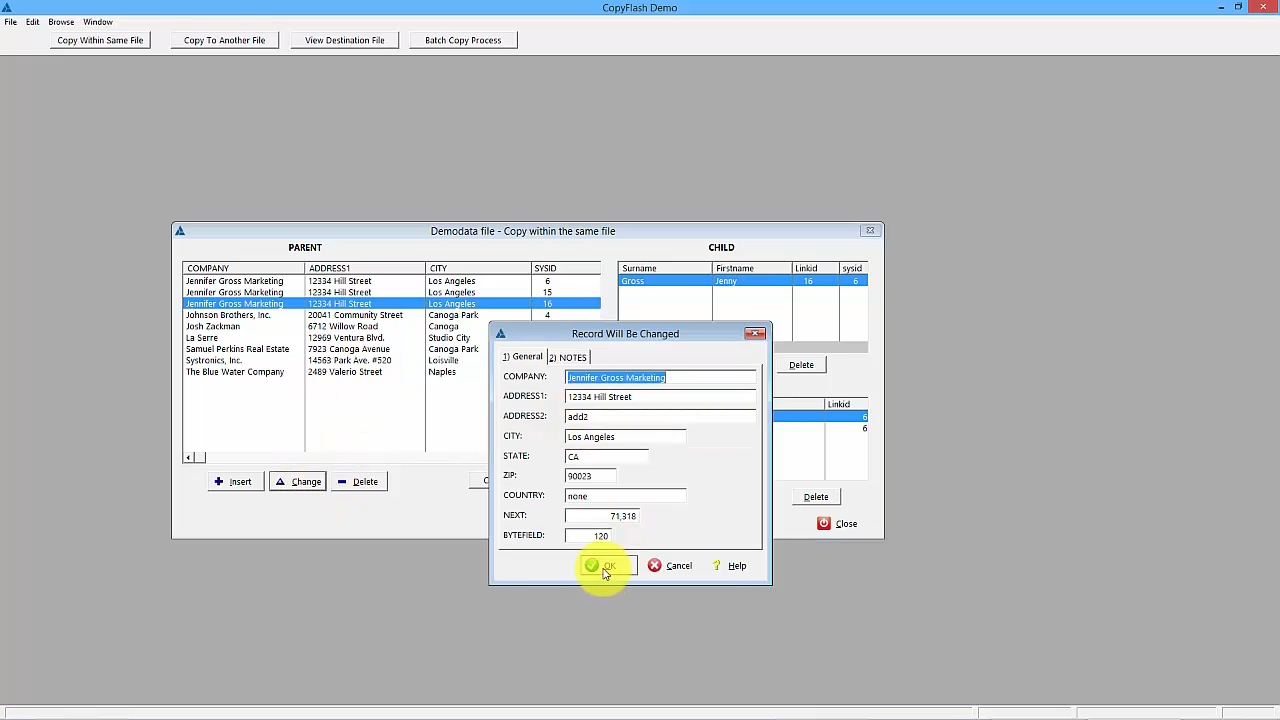 CopyFlash Demo
File Edit Browse Window
Copy Within Same File Copy To Another File View Destination File Batch Copy Process
Demodata file - Copy within the same file
PARENT
CHILD
COMPANY ADDRESS1 CITY SYSID
Jennifer Gross Marketing 12334 Hill Street Los Angeles 6
Jennifer Gross Marketing 12334 Hill Street Los Angeles 15
Jennifer Gross Marketing 12334 Hill Street Los Angeles 16
Johnson Brothers, Inc. 20041 Community Street Canoga Park 4
Josh Zackman 6712 Willow Road Canoga
La Serre 12969 Ventura Blvd. Studio City
Samuel Perkins Real Estate 7923 Canoga Avenue Canoga Park
Systronics, Inc. 14563 Park Ave. #520 Loisville
The Blue Water Company 2489 Valerio Street Naples
Insert Change Delete
Surname Firstname Linkid sysid
Gross Jenny 16 6
Delete
Linkid
6
6
Delete
Close
Record Will Be Changed
1) General 2) NOTES
COMPANY: Jennifer Gross Marketing
ADDRESS1: 12334 Hill Street
ADDRESS2: add2
CITY: Los Angeles
STATE: CA
ZIP: 90023
COUNTRY: none
NEXT: 71,318
BYTEFIELD: 120
OK Cancel Help